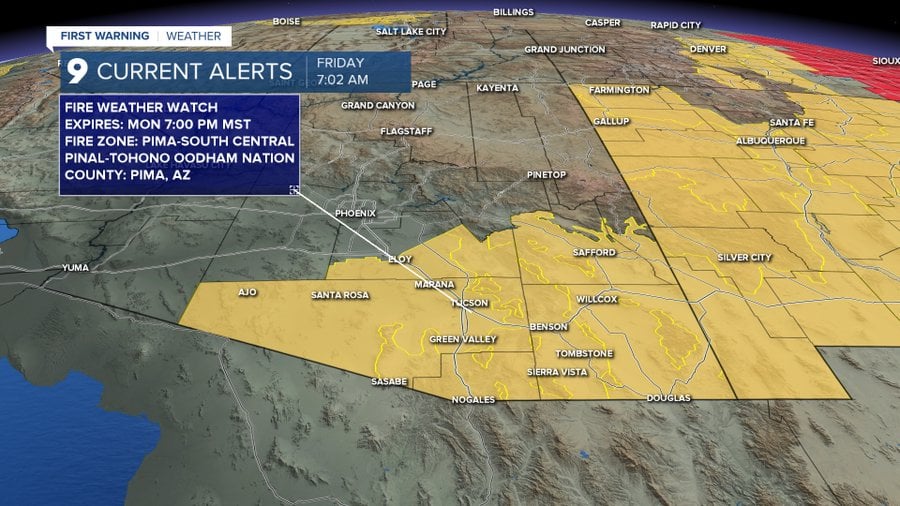 BOISE
BILLINGS
CASPER
RAPID CITY
SALT LAKE CITY
FIRST WARNING | WEATHER
GRAND JUNCTION
DENVER
SIOUX
9 CURRENT ALERTS
FRIDAY
7:02 AM
PAGE
KAYENTA
FARMINGTON
FIRE WEATHER WATCH
EXPIRES: MON 7:00 PM MST
FIRE ZONE: PIMA-SOUTH CENTRAL
PINAL-TOHONO OODHAM NATION
COUNTY: PIMA, AZ
GRAND CANYON
FLAGSTAFF
GALLUP
SANTA FE
ALBUQUERQUE
PINETOP
PHOENIX
YUMA
ELOY
SAFFORD
SILVER CITY
AJO
SANTA ROSA
MARANA
TUCSON
WILLCOX
BENSON
GREEN VALLEY
TOMBSTONE
SIERRA VISTA
SASABE
NOGALES
DOUGLAS